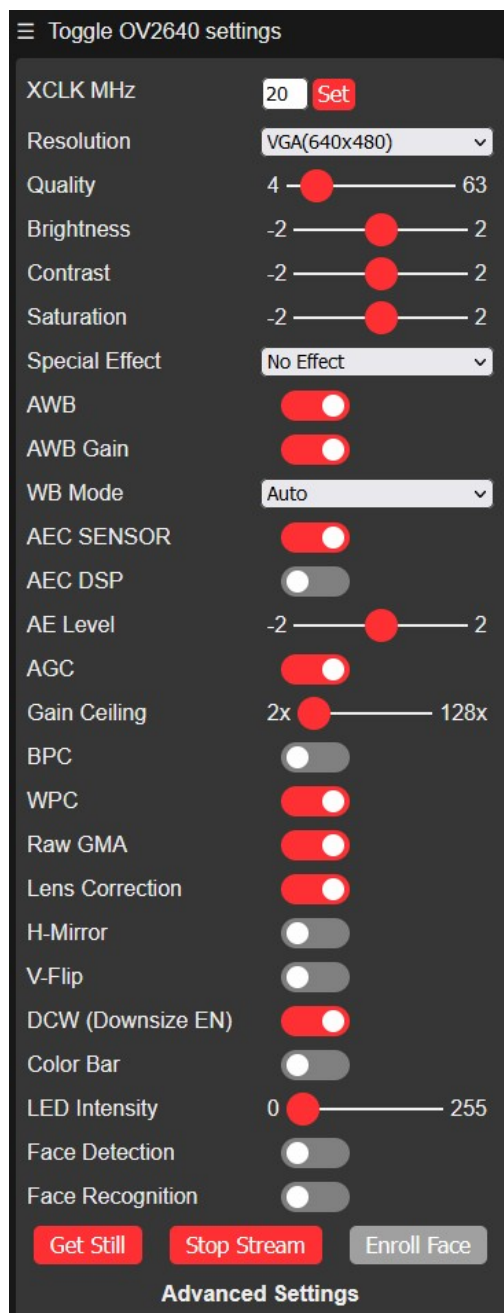 ☰ Toggle OV2640 settings
XCLK MHz 20 Set
Resolution VGA(640x480)
Quality 4 63
Brightness -2 2
Contrast -2 2
Saturation -2 2
Special Effect No Effect
AWB
AWB Gain
WB Mode Auto
AEC SENSOR
AEC DSP
AE Level -2 2
AGC
Gain Ceiling 2x 128x
BPC
WPC
Raw GMA
Lens Correction
H-Mirror
V-Flip
DCW (Downsize EN)
Color Bar
LED Intensity 0 255
Face Detection
Face Recognition
Get Still Stop Stream Enroll Face
Advanced Settings